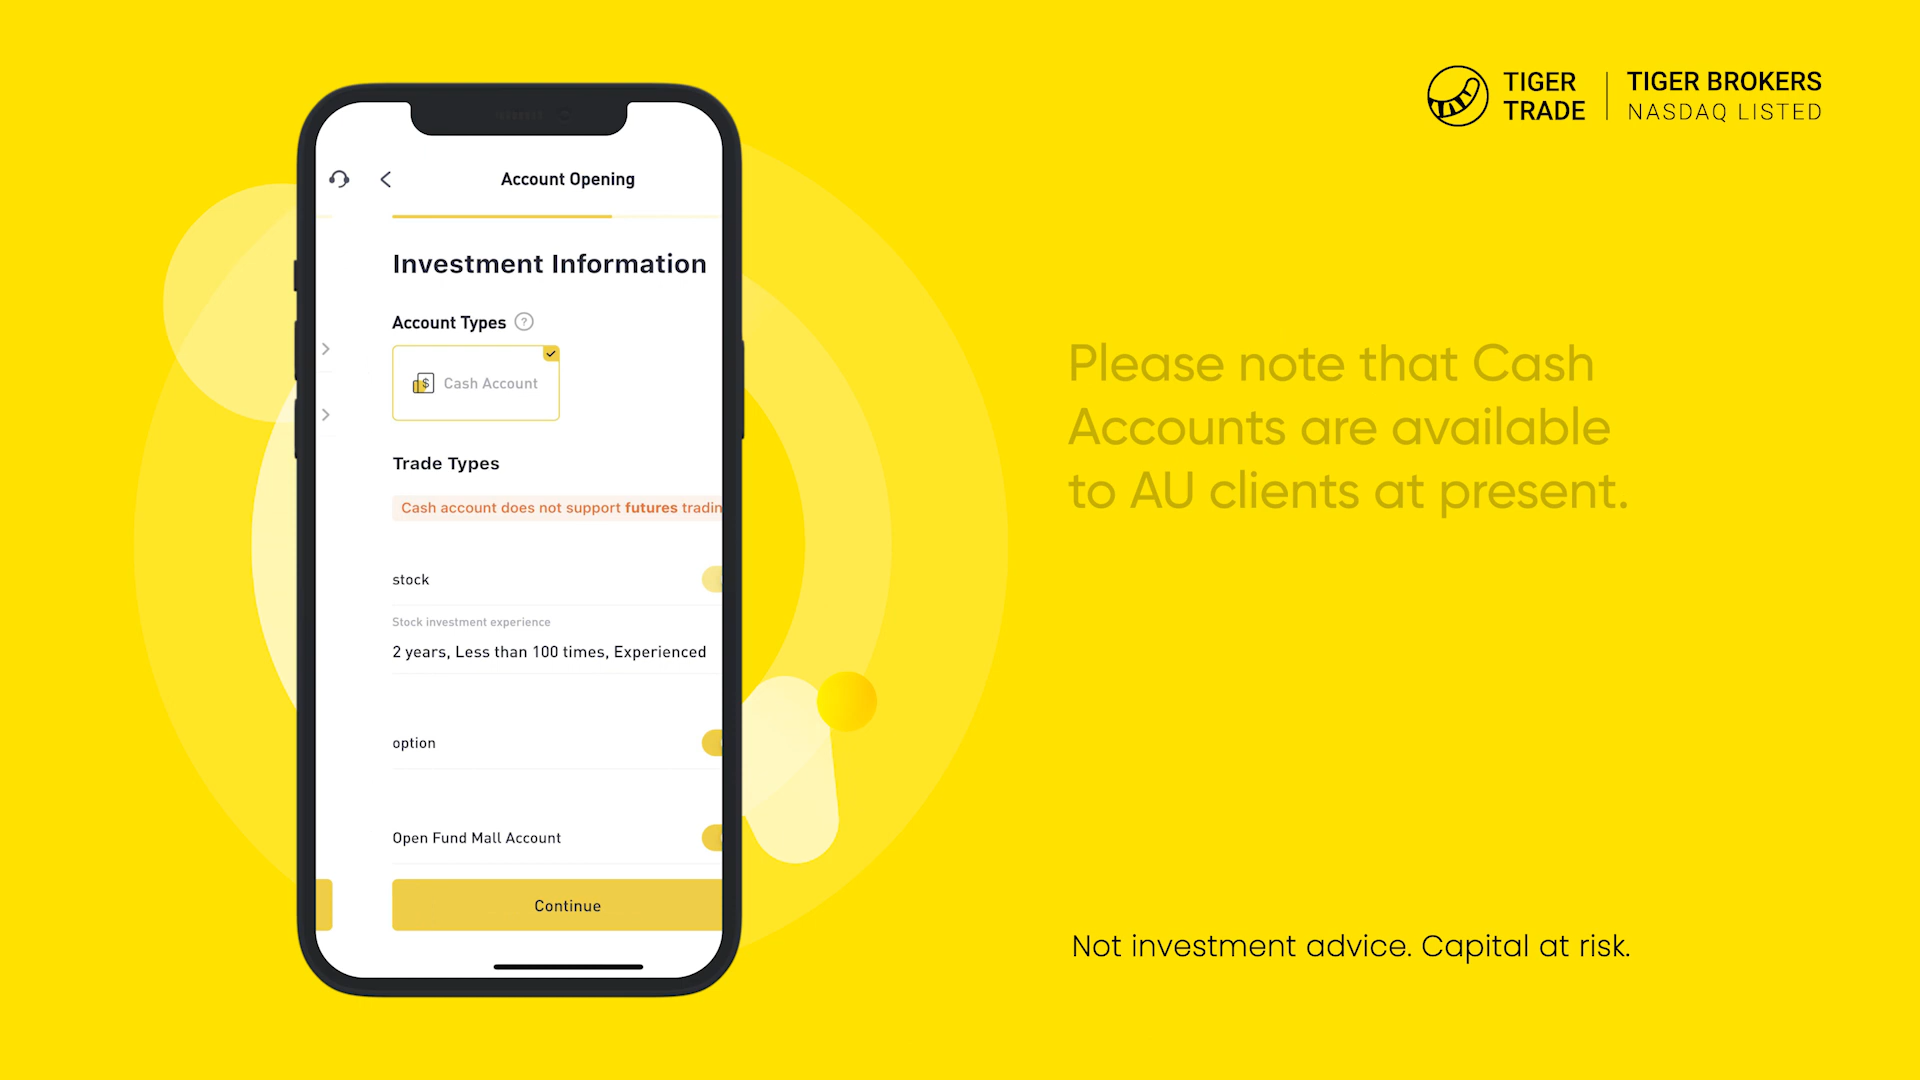 TIGER
TRADE
TIGER BROKERS
NASDAQ LISTED
Account Opening
Investment Information
Account Types ?
$ Cash Account
Trade Types
Cash account does not support futures tradin
stock
Stock investment experience
2 years, Less than 100 times, Experienced
option
Open Fund Mall Account
Continue
Please note that Cash
Accounts are available
to AU clients at present.
Not investment advice. Capital at risk.